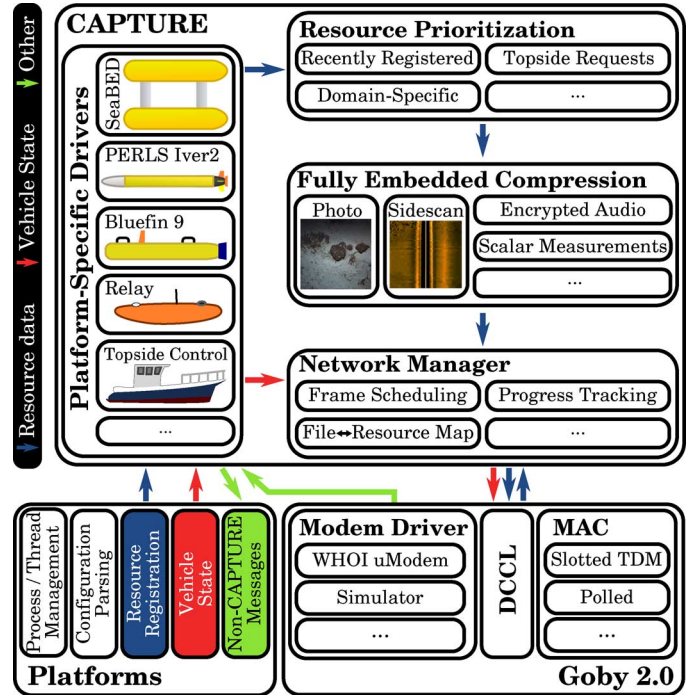 Resource data
Vehicle State
Other
CAPTURE
Platform-Specific Drivers
SeaBED
PERLS Iver2
Bluefin 9
Relay
Topside Control
...
Resource Prioritization
Recently Registered
Topside Requests
Domain-Specific
...
Fully Embedded Compression
Photo
Sidescan
Encrypted Audio
Scalar Measurements
...
Network Manager
Frame Scheduling
Progress Tracking
File↔Resource Map
...
Process / Thread
Management
Configuration
Parsing
Resource
Registration
Vehicle
State
Non-CAPTURE
Messages
Platforms
Modem Driver
WHOI uModem
Simulator
...
DCCL
MAC
Slotted TDM
Polled
...
Goby 2.0